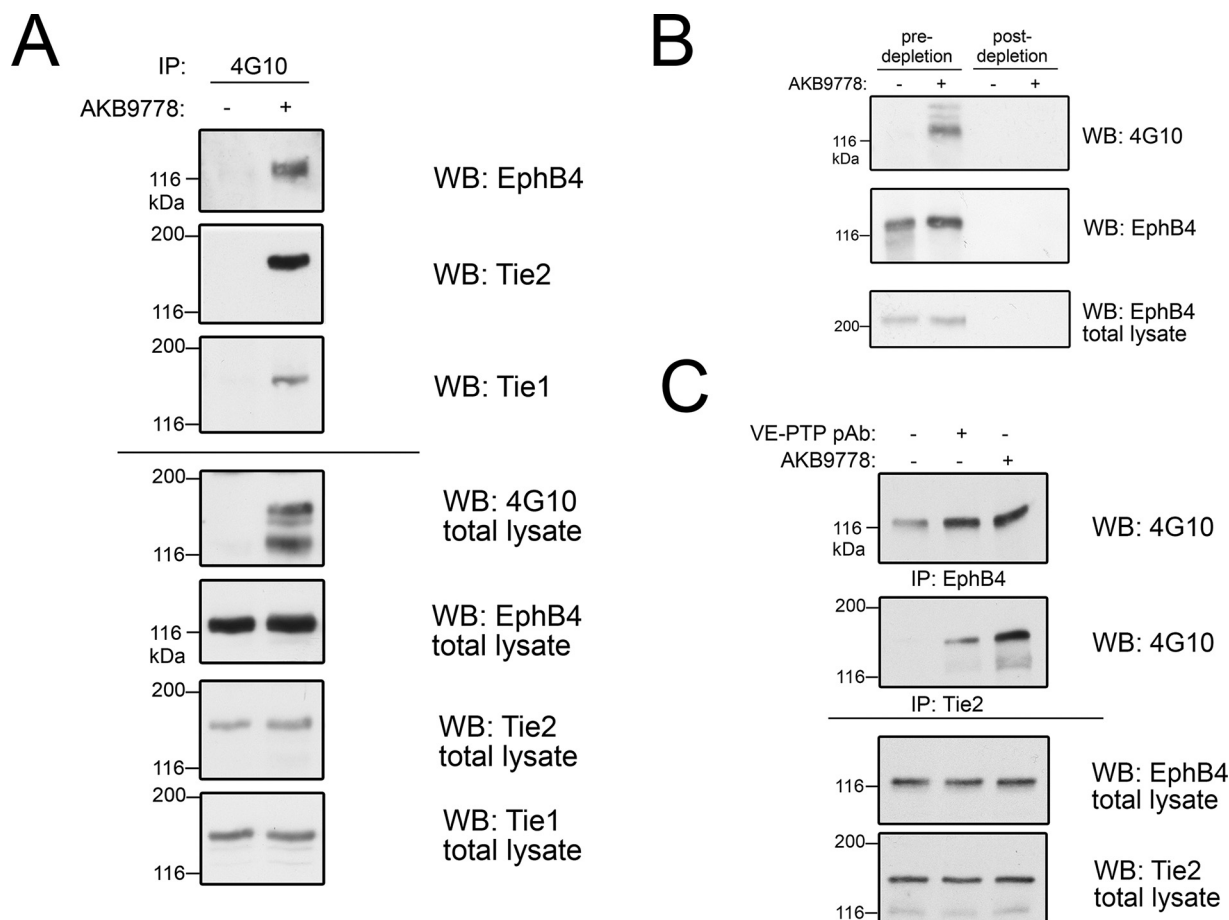 A
IP: 4G10
AKB9778: - +
116
kDa
WB: EphB4
200
116
WB: Tie2
200
116
WB: Tie1
200
116
WB: 4G10
total lysate
116
kDa
WB: EphB4
total lysate
200
116
WB: Tie2
total lysate
200
116
WB: Tie1
total lysate
B
pre-
depletion
post-
depletion
AKB9778: - + - +
116
kDa
WB: 4G10
116
WB: EphB4
200
WB: EphB4
total lysate
C
VE-PTP pAb: - + -
AKB9778: - - +
116
kDa
WB: 4G10
IP: EphB4
200
116
WB: 4G10
IP: Tie2
116
WB: EphB4
total lysate
200
116
WB: Tie2
total lysate